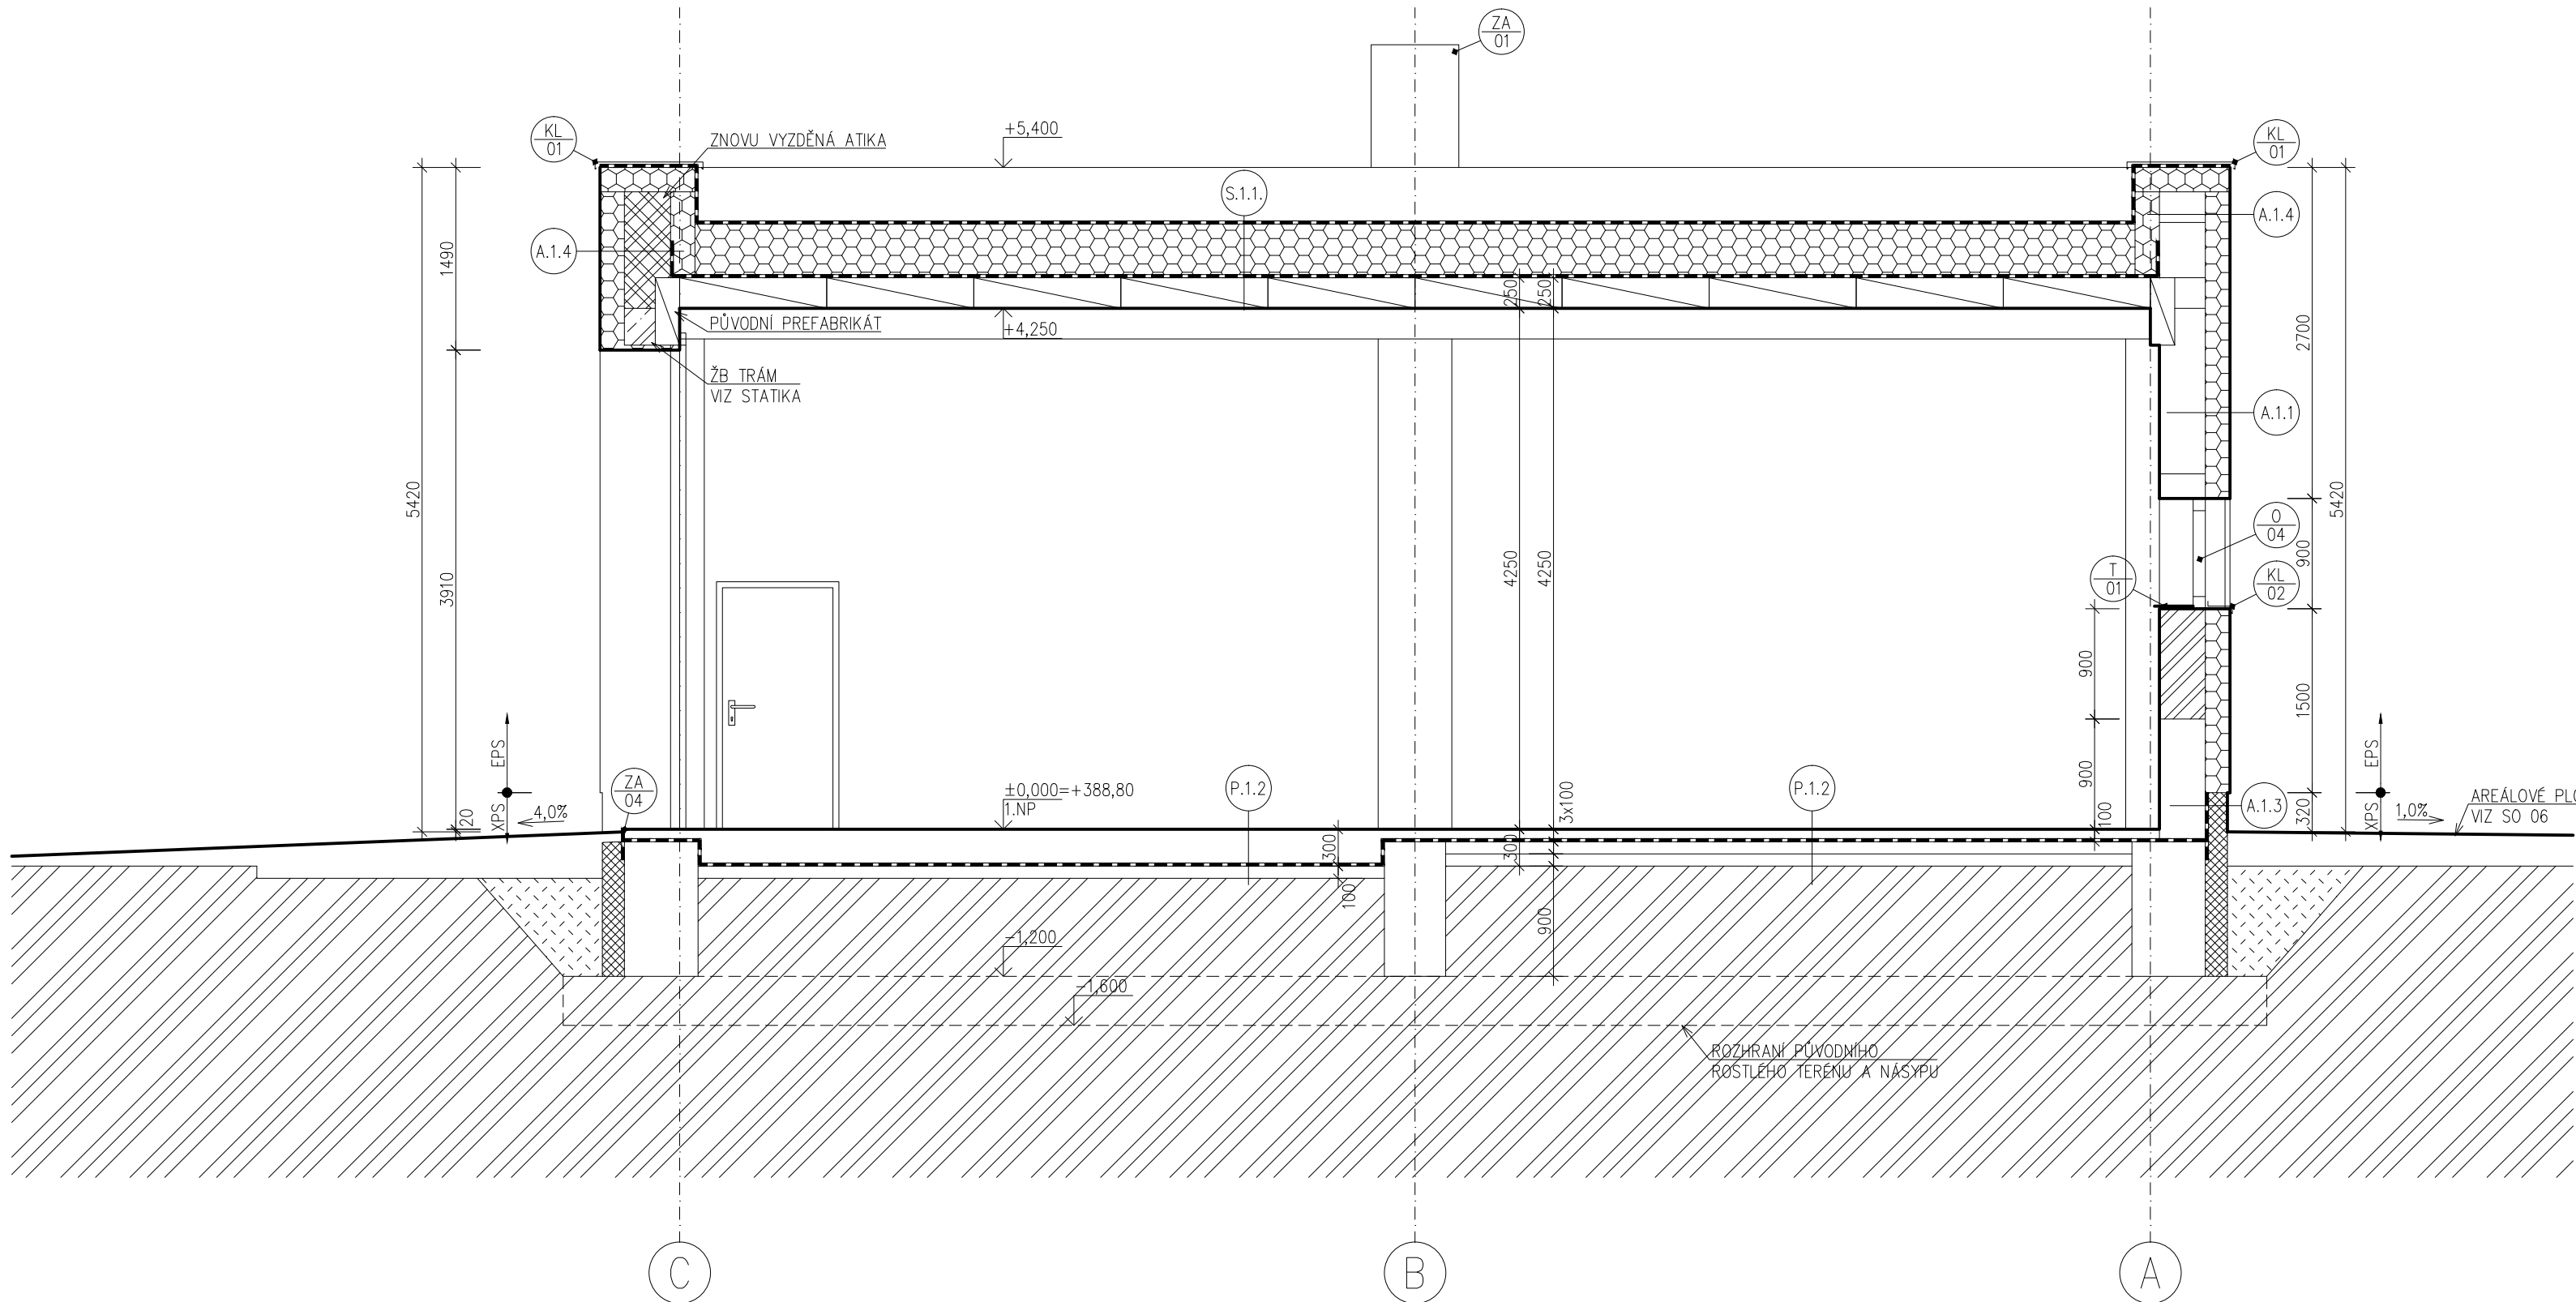 ZA
01
KL
01
ZNOVU VYZDĚNÁ ATIKA
+5,400
KL
01
S.1.1.
A.1.4
A.1.4
1490
250
250
PŮVODNÍ PREFABRIKÁT
+4,250
2700
ŽB TRÁM
VIZ STATIKA
A.1.1
5420
5420
O
04
3910
4250
4250
900
T
01
KL
02
900
1500
EPS
EPS
ZA
04
±0,000=+388,80
1.NP
P.1.2
P.1.2
3x100
900
100
A.1.3
320
XPS
XPS
4,0%
20
1,0%
AREÁLOVÉ PLO
VIZ SO 06
300
300
100
900
-1,200
-1,600
ROZHRANÍ PŮVODNÍHO
ROSTLÉHO TERÉNU A NÁSYPU
C
B
A